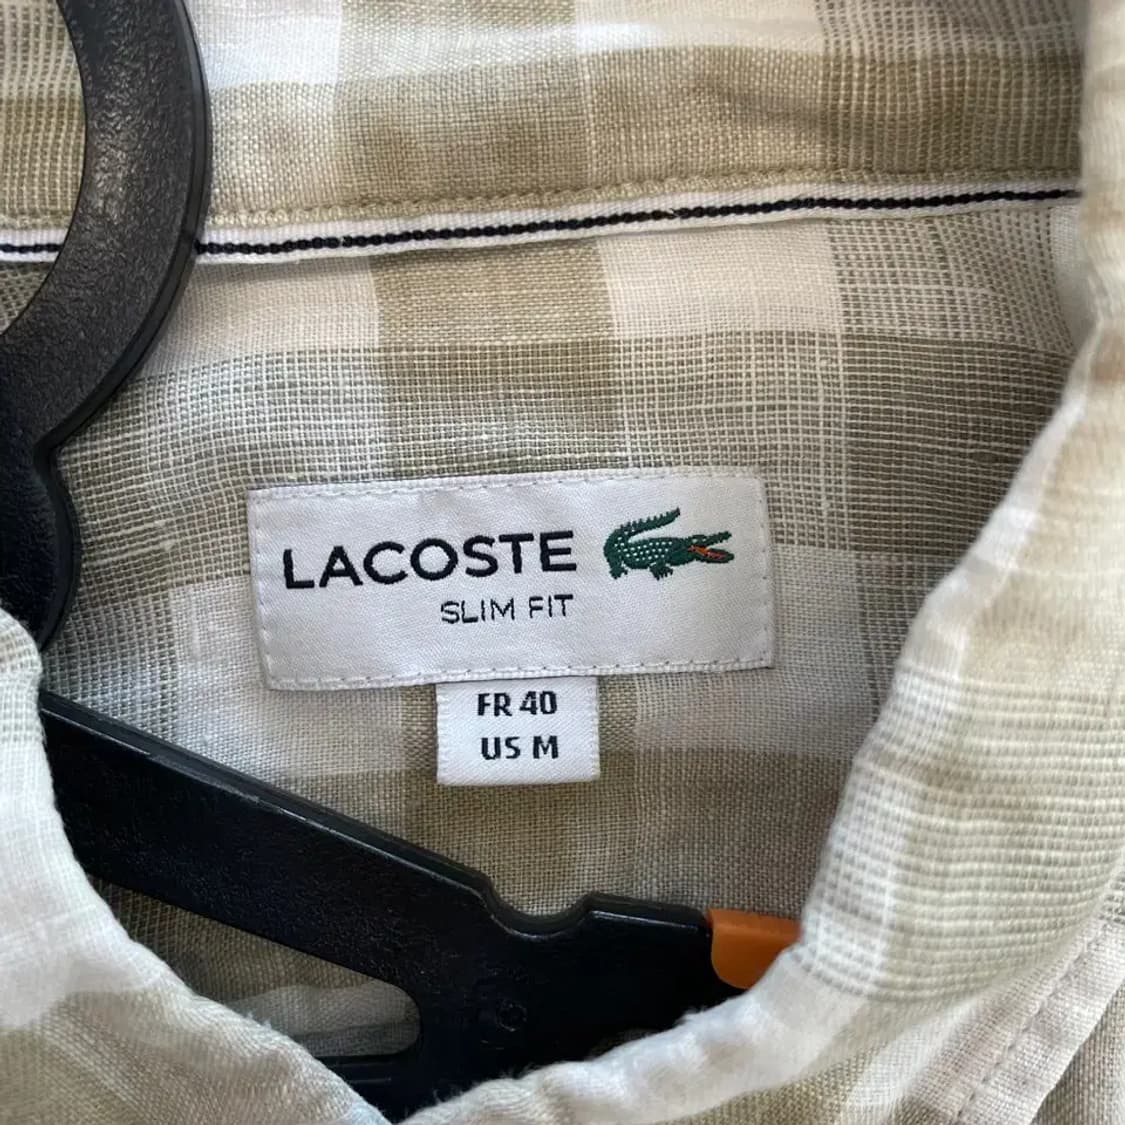 LACOSTE
SLIM FIT
FR 40
US M